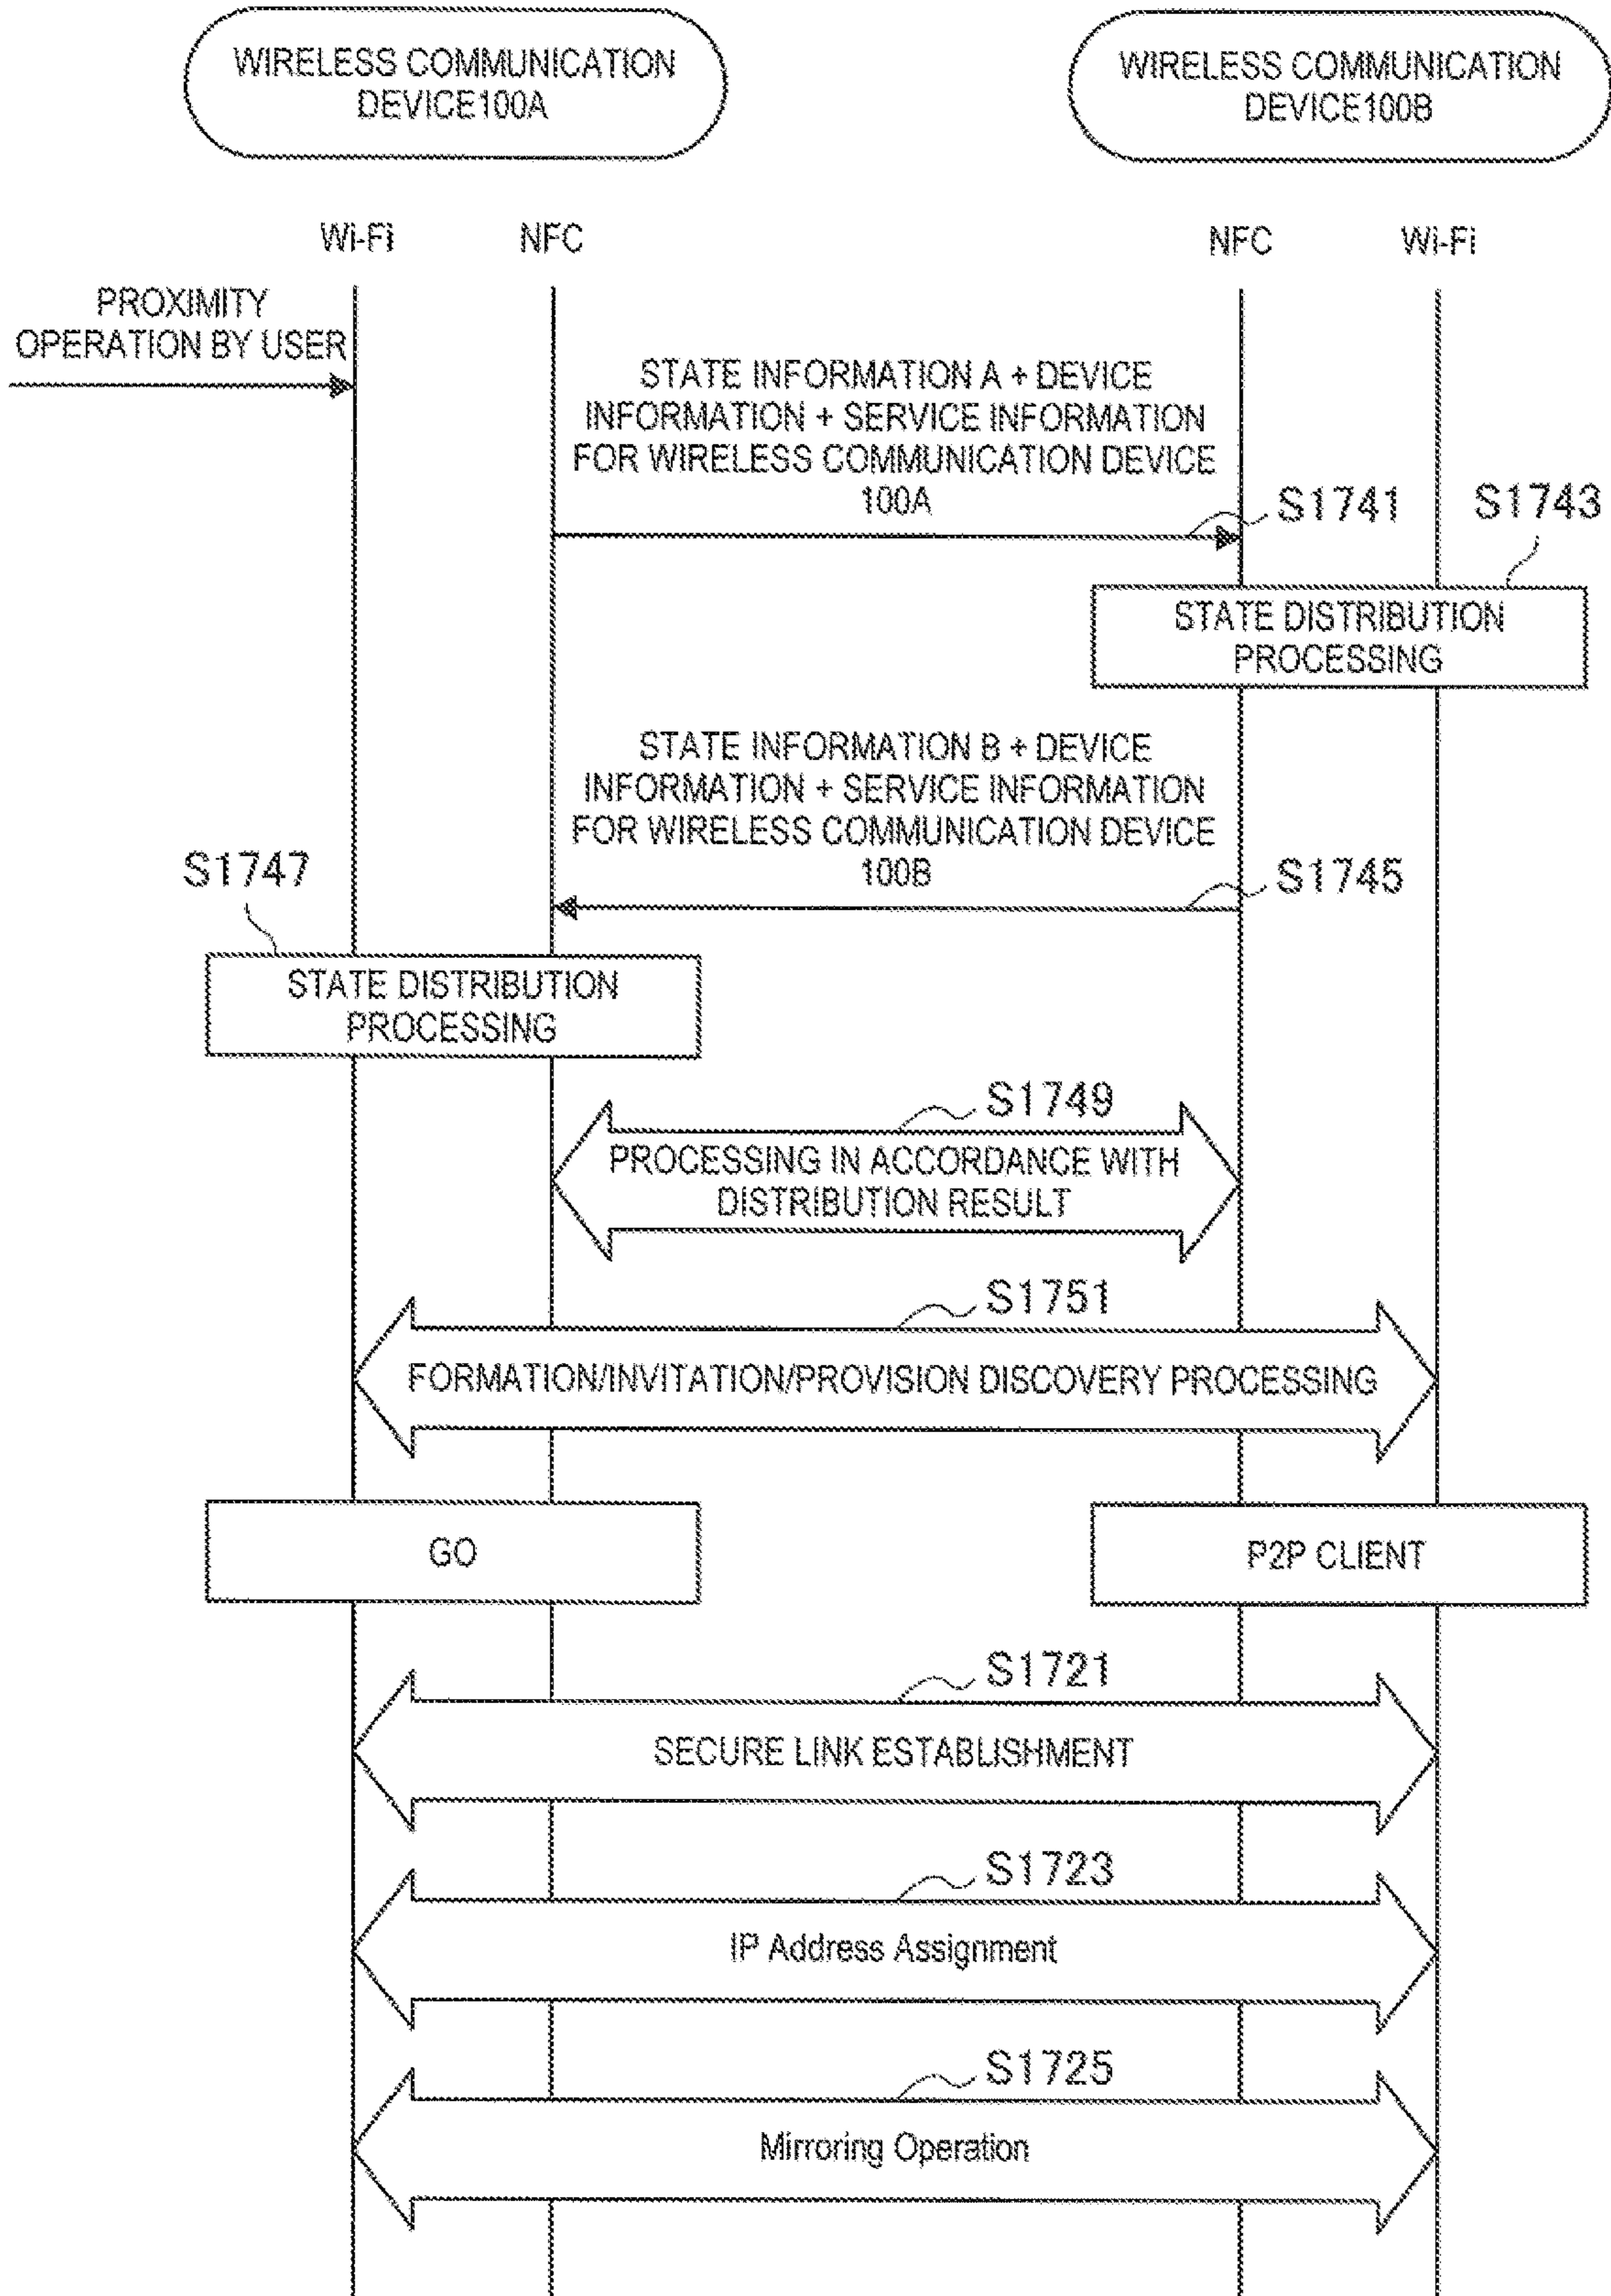 WIRELESS COMMUNICATION
DEVICE100A
WIRELESS COMMUNICATION
DEVICE100B
Wi-Fi
NFC
NFC
Wi-Fi
PROXIMITY
OPERATION BY USER
STATE INFORMATION A + DEVICE
INFORMATION + SERVICE INFORMATION
FOR WIRELESS COMMUNICATION DEVICE
100A
S1741
S1743
STATE DISTRIBUTION
PROCESSING
STATE INFORMATION B + DEVICE
INFORMATION + SERVICE INFORMATION
FOR WIRELESS COMMUNICATION DEVICE
100B
S1745
S1747
STATE DISTRIBUTION
PROCESSING
S1749
PROCESSING IN ACCORDANCE WITH
DISTRIBUTION RESULT
S1751
FORMATION/INVITATION/PROVISION DISCOVERY PROCESSING
GO
P2P CLIENT
S1721
SECURE LINK ESTABLISHMENT
S1723
IP Address Assignment
S1725
Mirroring Operation